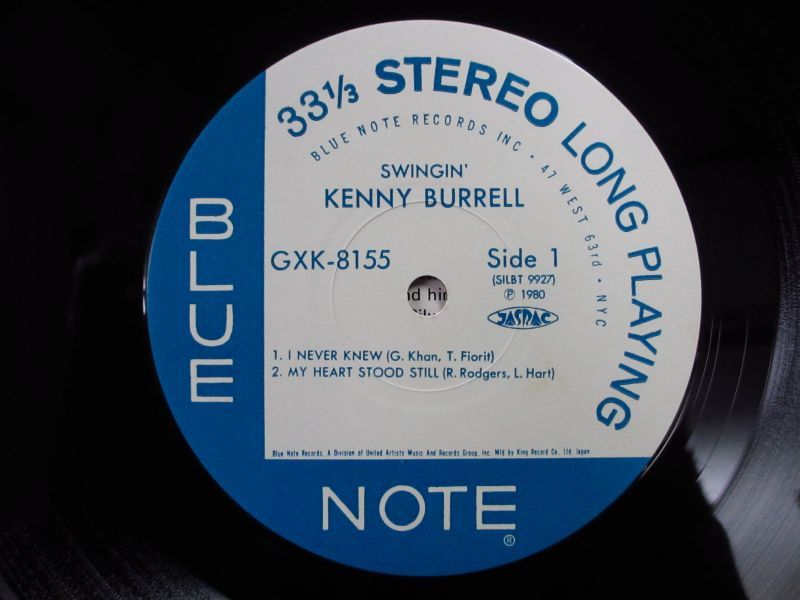 33⅓ STEREO LONG PLAYING
BLUE NOTE RECORDS INC • 47 WEST 63rd • NYC
SWINGIN'
KENNY BURRELL
GXK-8155
Side 1
(SILBT 9927)
℗ 1980
JASRAC
1. I NEVER KNEW (G. Khan, T. Fiorit)
2. MY HEART STOOD STILL (R. Rodgers, L. Hart)
Blue Note Records, A Division of United Artists Music And Records Group, Inc. Mfd by King Record Co., Ltd. Japan
BLUE
NOTE®